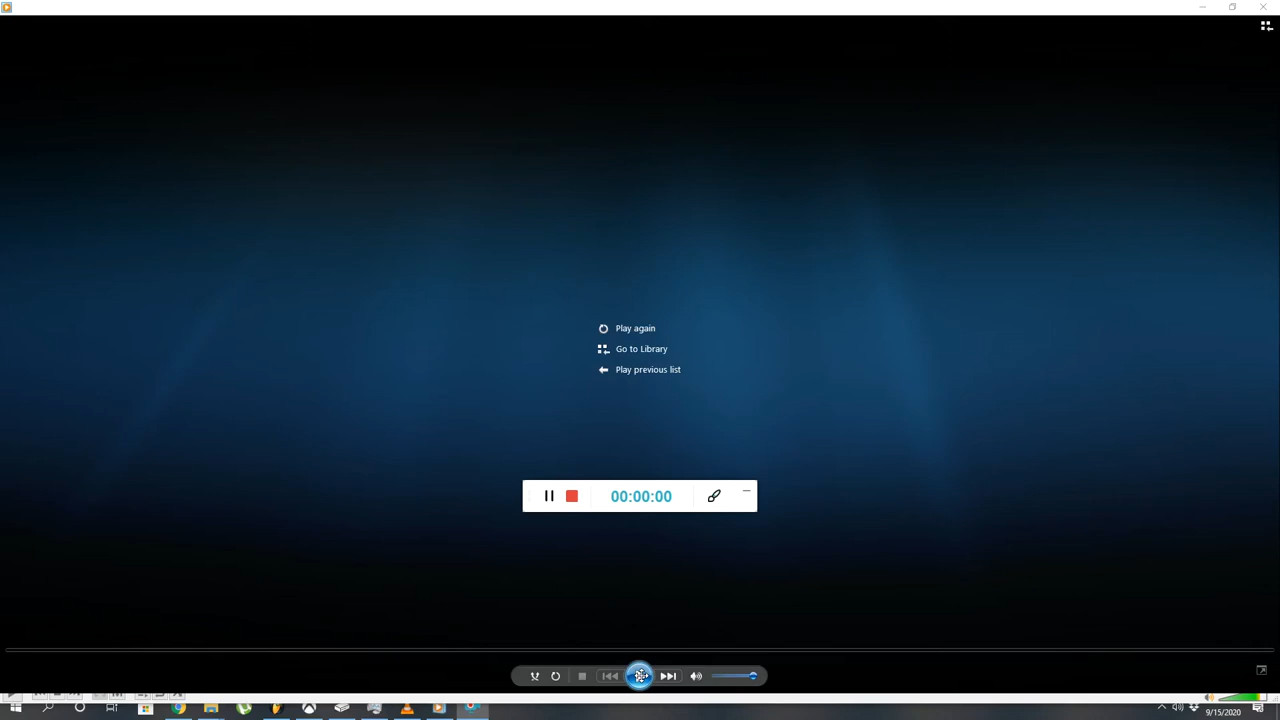 Play again
Go to Library
Play previous list
00:00:00
9/15/2020